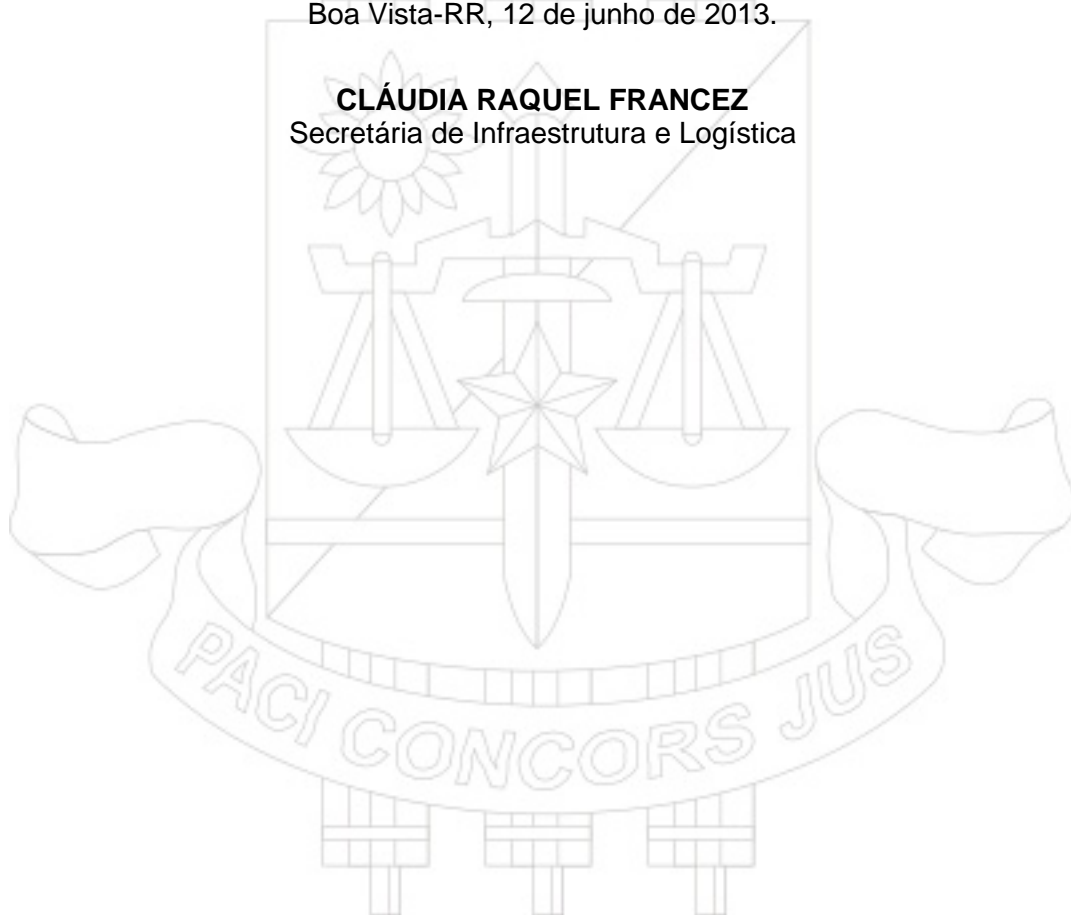 Boa Vista-RR, 12 de junho de 2013.
CLÁUDIA RAQUEL FRANCEZ
Secretária de Infraestrutura e Logística
PACI CONCORS JUS